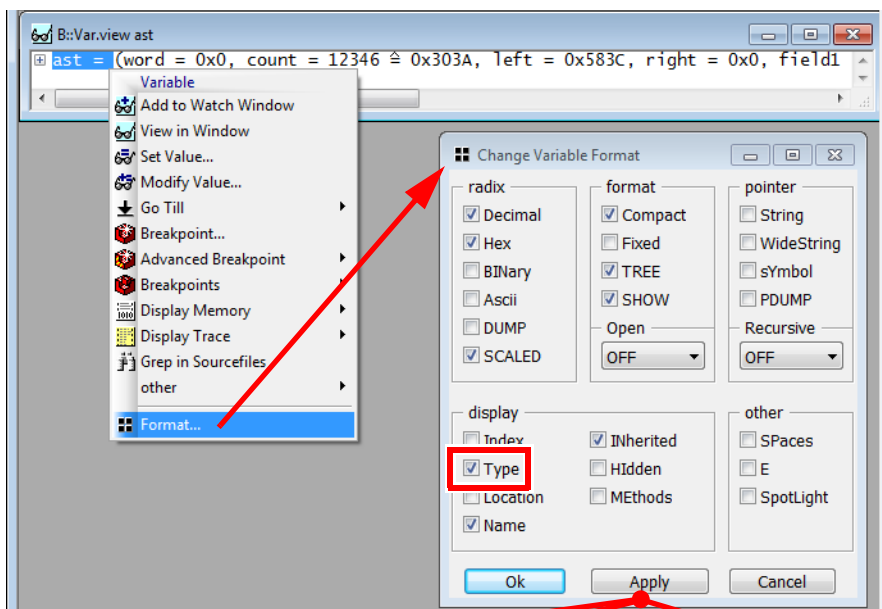 B::Var.view ast
ast = (word = 0x0, count = 12346 ≙ 0x303A, left = 0x583C, right = 0x0, field1
Variable
Add to Watch Window
View in Window
Set Value...
Modify Value...
Go Till
Breakpoint...
Advanced Breakpoint
Breakpoints
Display Memory
Display Trace
Grep in Sourcefiles
other
Format...
Change Variable Format
radix
Decimal
Hex
BINary
Ascii
DUMP
SCALED
format
Compact
Fixed
TREE
SHOW
Open
OFF
pointer
String
WideString
sYmbol
PDUMP
Recursive
OFF
display
Index
Type
Location
Name
INherited
HIdden
MEthods
other
SPaces
E
SpotLight
Ok
Apply
Cancel